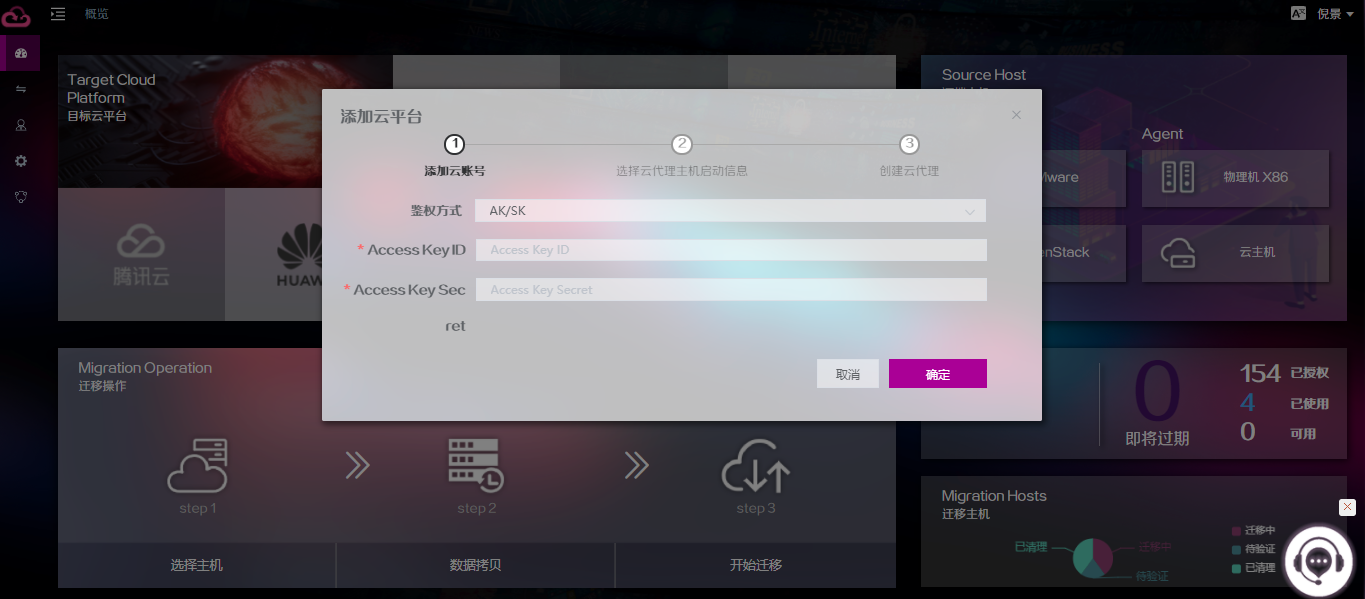 概览
倪景
Target Cloud
Platform
目标云平台
腾讯云
HUAW
添加云平台
1
2
3
添加云账号
选择云代理主机启动信息
创建云代理
鉴权方式
AK/SK
* Access Key ID
Access Key ID
* Access Key Sec
ret
Access Key Secret
取消
确定
Source Host
Agent
Mware
物理机 X86
enStack
云主机
Migration Operation
迁移操作
step 1
step 2
step 3
选择主机
数据拷贝
开始迁移
0
即将过期
154 已授权
4 已使用
0 可用
Migration Hosts
迁移主机
已清理
迁移中
待验证
迁移中
待验证
已清理